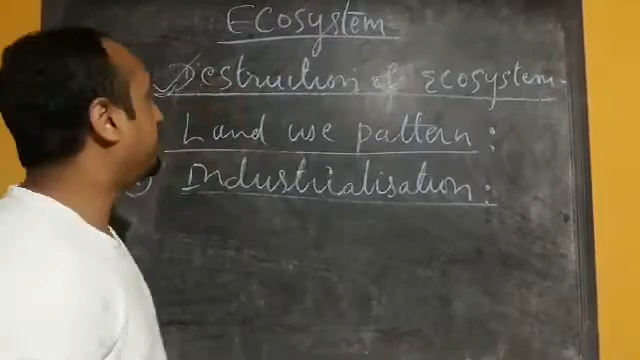 Ecosystem
Destruction of Ecosystem.
Land use pattern :
Industrialisation :